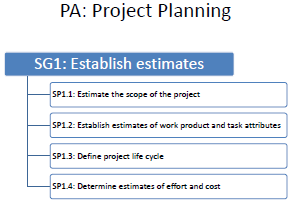 PA: Project Planning
SG1: Establish estimates
SP1.1: Estimate the scope of the project
SP1.2: Establish estimates of work product and task attributes
SP1.3: Define project life cycle
SP1.4: Determine estimates of effort and cost